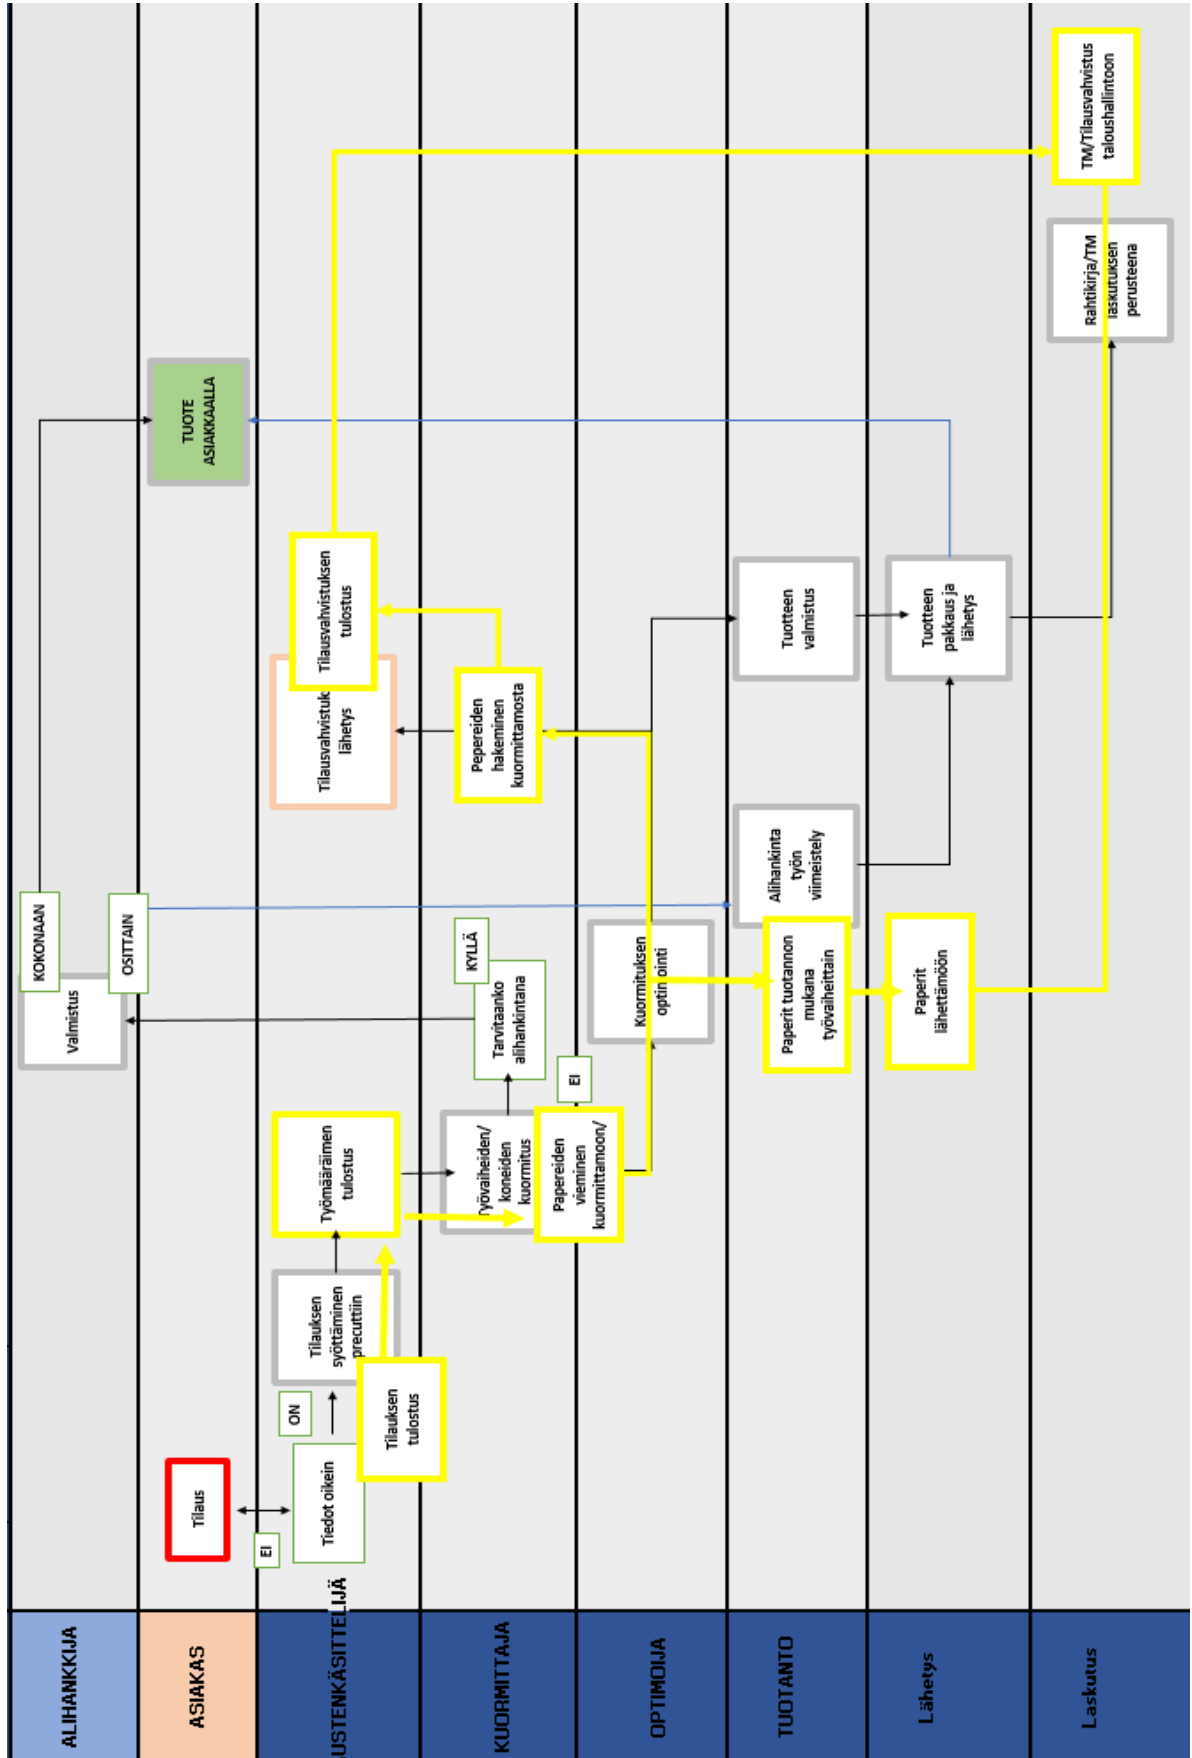 ALIHANKKIJA
Valmistus
KOKONAAN
OSITTAIN
ASIAKAS
Tilaus
TUOTE
ASIAKKAALLA
USTENKÄSITTELIJÄ
EI
Tiedot oikein
ON
Tilauksen
syöttäminen
precuttiin
Tilauksen
tulostus
Työmääräimen
tulostus
Tilausvahvistuk
lähetys
Tilausvahvistuksen
tulostus
KUORMITTAJA
Työvaiheiden/
koneiden
kuormitus
Papereiden
vieminen
kuormittamoon/
Tarvitaanko
alihankintana
KYLLÄ
EI
Pepereiden
hakeminen
kuormittamosta
OPTIMOIJA
Kuormituksen
optimointi
TUOTANTO
Paperit tuotannon
mukana
työvaiheittain
Alihankinta
työn
viimeistely
Tuotteen
valmistus
Lähetys
Paperit
lähettämöön
Tuotteen
pakkaus ja
lähetys
Laskutus
Rahtikirja/TM
laskutuksen
perusteena
TM/Tilausvahvistus
taloushallintoon